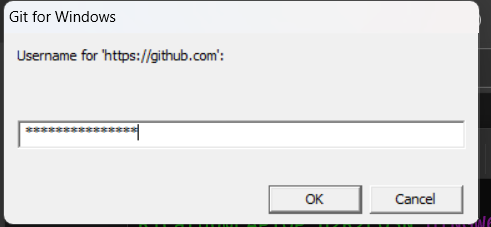 Git for Windows
Username for 'https://github.com':
***************
OK
Cancel